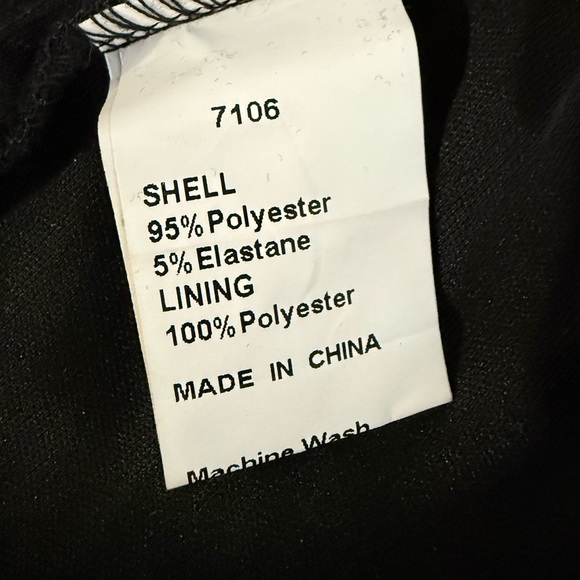 7106
SHELL
95% Polyester
5% Elastane
LINING
100% Polyester
MADE IN CHINA
Machine Wash